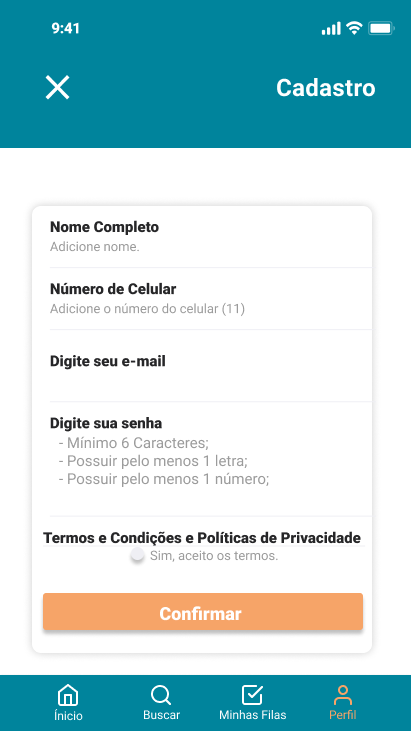 9:41
Cadastro
Nome Completo
Adicione nome.
Número de Celular
Adicione o número do celular (11)
Digite seu e-mail
Digite sua senha
- Mínimo 6 Caracteres;
- Possuir pelo menos 1 letra;
- Possuir pelo menos 1 número;
Termos e Condições e Políticas de Privacidade
Sim, aceito os termos.
Confirmar
Ínicio
Buscar
Minhas Filas
Perfil